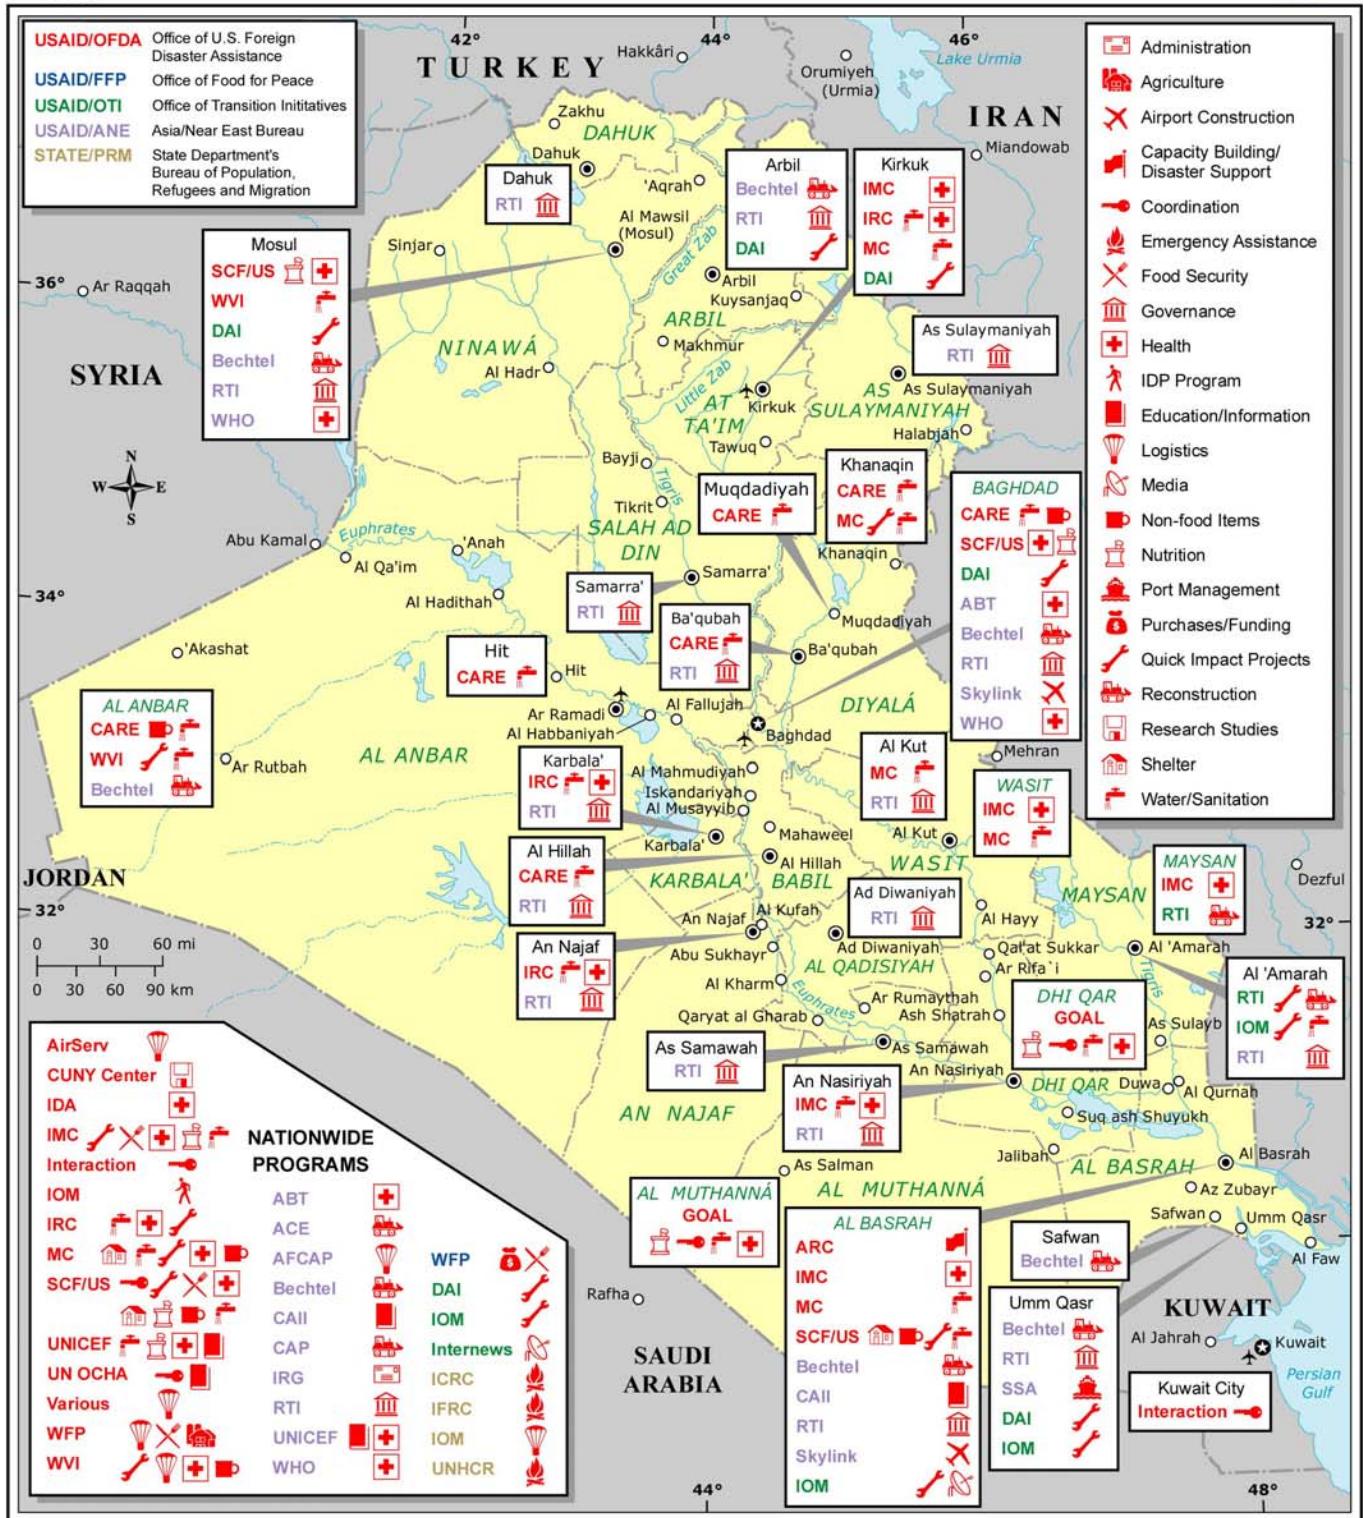 USAID/OFDA Office of U.S. Foreign
Disaster Assistance
USAID/FFP Office of Food for Peace
USAID/OTI Office of Transition Inititatives
USAID/ANE Asia/Near East Bureau
STATE/PRM State Department's
Bureau of Population,
Refugees and Migration
42°
44°
46°
TURKEY
Hakkâri
Orumiyeh
(Urmia)
Lake Urmia
IRAN
Miandowab
Administration
Agriculture
Airport Construction
Capacity Building/
Disaster Support
Coordination
Emergency Assistance
Food Security
Governance
Health
IDP Program
Education/Information
Logistics
Media
Non-food Items
Nutrition
Port Management
Purchases/Funding
Quick Impact Projects
Reconstruction
Research Studies
Shelter
Water/Sanitation
Zakhu
DAHUK
Dahuk
'Aqrah
Dahuk
RTI
Al Mawsil
(Mosul)
Sinjar
Great Zab
Arbil
Bechtel
RTI
DAI
Kirkuk
IMC
IRC
MC
DAI
Mosul
SCF/US
WVI
DAI
Bechtel
RTI
WHO
36°
Ar Raqqah
SYRIA
Arbil
Kuysanjaq
ARBIL
Makhmur
NINAWÁ
Al Hadr
Little Zab
As Sulaymaniyah
RTI
As Sulaymaniyah
AS
SULAYMANIYAH
Halabjah
AT
TA'IM
Kirkuk
Tawuq
N
W E
S
Bayji
Tigris
Tikrit
SALAH AD
DIN
Muqdadiyah
CARE
Khanaqin
CARE
MC
Khanaqin
BAGHDAD
CARE
SCF/US
DAI
ABT
Bechtel
RTI
Skylink
WHO
Abu Kamal
Euphrates
Al Qa'im
'Anah
Al Hadithah
34°
Samarra'
Samarra'
RTI
Ba'qubah
CARE
RTI
Muqdadiyah
Ba'qubah
'Akashat
Hit
CARE
Hit
AL ANBAR
CARE
WVI
Bechtel
Ar Rutbah
AL ANBAR
Ar Ramadi
Al Habbaniyah
Al Fallujah
Baghdad
DIYALÁ
Mehran
Karbala'
IRC
RTI
Al Mahmudiyah
Iskandariyah
Al Musayyib
Karbala'
Mahaweel
Al Hillah
Al Kut
MC
RTI
Al Kut
WASIT
WASIT
IMC
MC
Al Hillah
CARE
RTI
KARBALA'
BABIL
JORDAN
32°
32°
0 30 60 mi
0 30 60 90 km
An Najaf
Al Kufah
Abu Sukhayr
An Najaf
IRC
RTI
Ad Diwaniyah
RTI
Ad Diwaniyah
Al Hayy
MAYSAN
MAYSAN
IMC
RTI
Dezful
Qal'at Sukkar
Ar Rifa`i
Al 'Amarah
Tigris
AL QADISIYAH
Al Kharm
Euphrates
Qaryat al Gharab
Ar Rumaythah
Ash Shatrah
DHI QAR
GOAL
As Sulayb
Al 'Amarah
RTI
IOM
RTI
As Samawah
RTI
As Samawah
An Nasiriyah
DHI QAR
Duwa
Al Qurnah
An Nasiriyah
IMC
RTI
Suq ash Shuyukh
Jalibah
AN NAJAF
As Salman
AL MUTHANNÁ
AL BASRAH
Al Basrah
Az Zubayr
Safwan
Umm Qasr
Al Faw
AL MUTHANNÁ
GOAL
AL BASRAH
ARC
IMC
MC
SCF/US
Bechtel
CAII
RTI
Skylink
IOM
Safwan
Bechtel
Umm Qasr
Bechtel
RTI
SSA
DAI
IOM
KUWAIT
Al Jahrah
Kuwait
Persian
Gulf
Kuwait City
Interaction
Rafha
SAUDI
ARABIA
AirServ
CUNY Center
IDA
IMC
Interaction
IOM
IRC
MC
SCF/US
UNICEF
UN OCHA
Various
WFP
WVI
NATIONWIDE
PROGRAMS
ABT
ACE
AFCAP
Bechtel
CAII
CAP
IRG
RTI
UNICEF
WHO
WFP
DAI
IOM
Internews
ICRC
IFRC
IOM
UNHCR
44°
48°